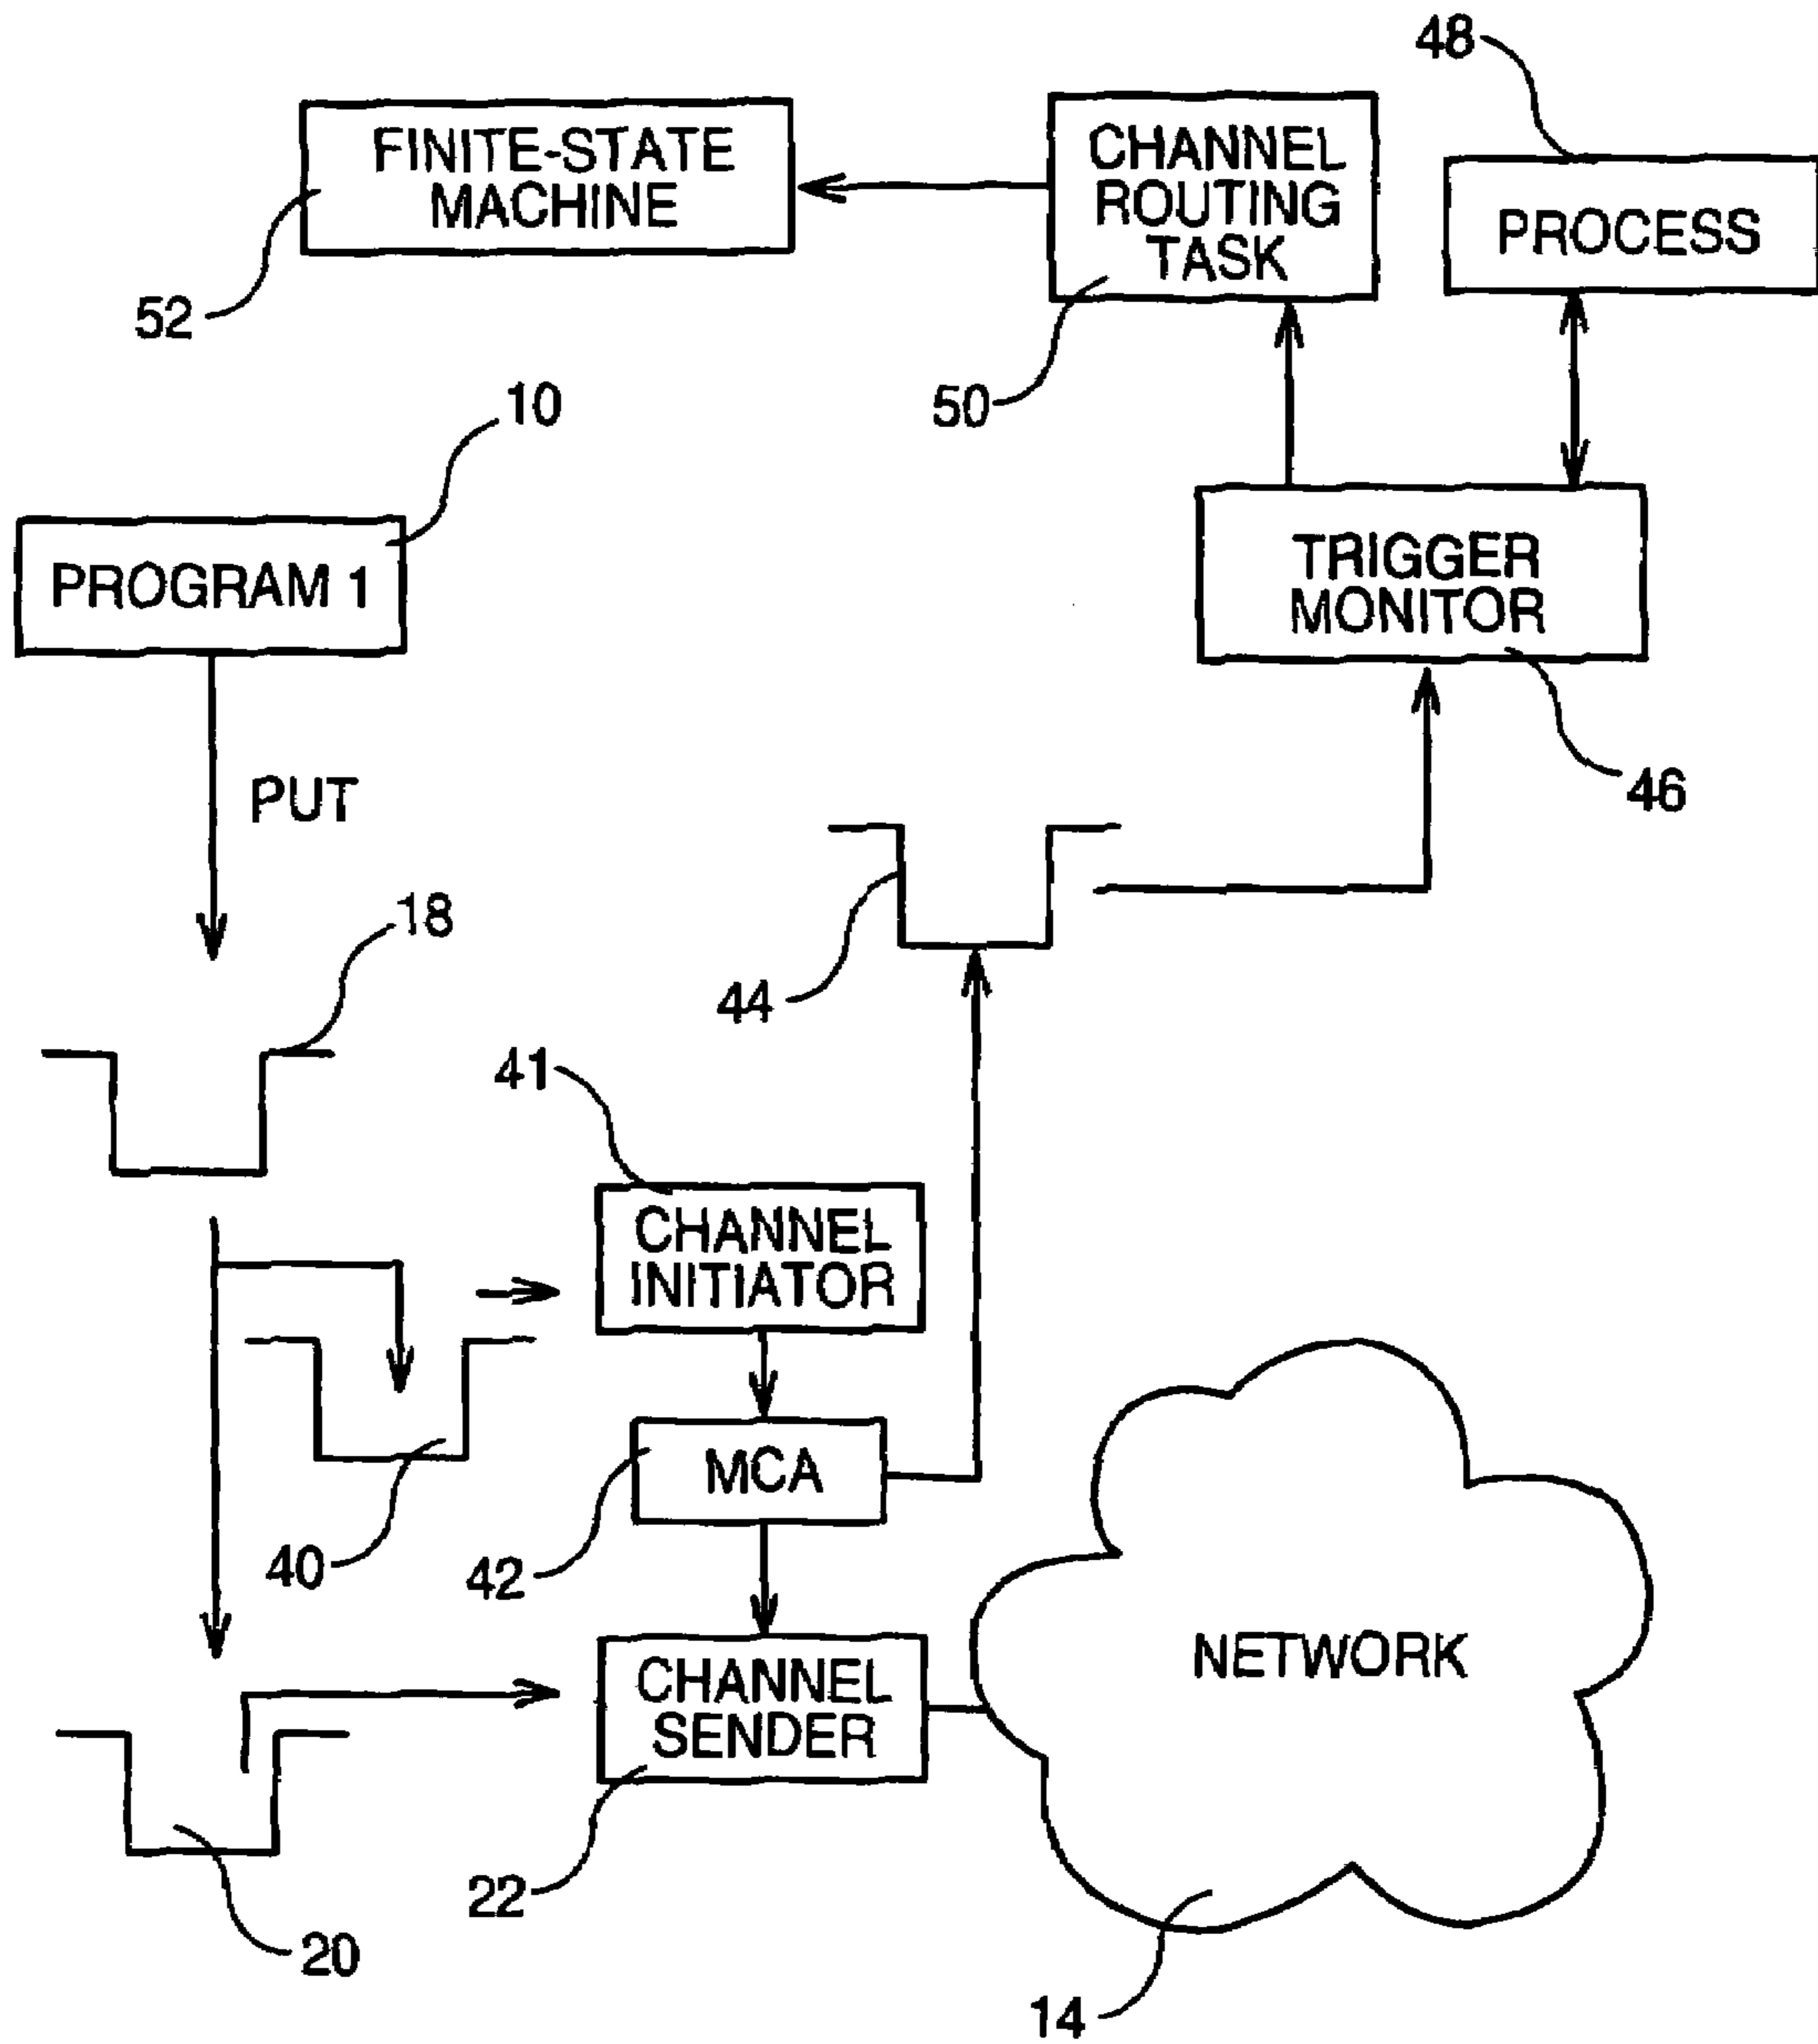 48
FINITE-STATE
MACHINE
CHANNEL
ROUTING
TASK
PROCESS
52
50
10
PROGRAM 1
TRIGGER
MONITOR
PUT
46
18
44
41
CHANNEL
INITIATOR
MCA
40
42
CHANNEL
SENDER
NETWORK
22
20
14